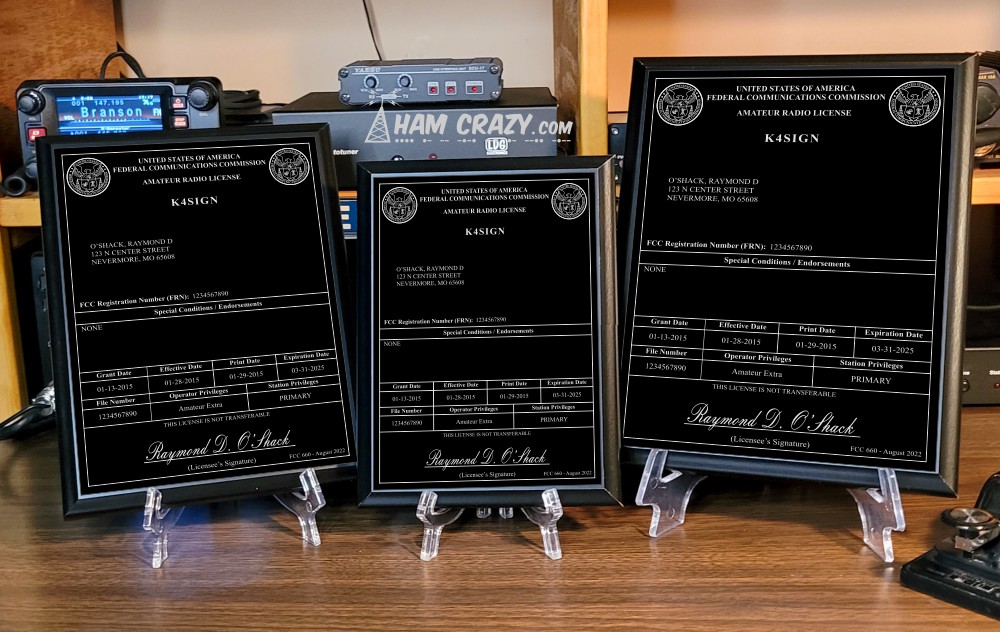 001 147.195
Branson
YAESU
SCU-17
HAM CRAZY.com
LDG
UNITED STATES OF AMERICA
FEDERAL COMMUNICATIONS COMMISSION
AMATEUR RADIO LICENSE
K4SIGN
O'SHACK, RAYMOND D
123 N CENTER STREET
NEVERMORE, MO 65608
FCC Registration Number (FRN): 1234567890
Special Conditions / Endorsements
NONE
Grant Date Effective Date Print Date Expiration Date
01-13-2015 01-28-2015 01-29-2015 03-31-2025
File Number Operator Privileges Station Privileges
1234567890 Amateur Extra PRIMARY
THIS LICENSE IS NOT TRANSFERABLE
Raymond D. O'Shack
(Licensee's Signature)
FCC 660 - August 2022
UNITED STATES OF AMERICA
FEDERAL COMMUNICATIONS COMMISSION
AMATEUR RADIO LICENSE
K4SIGN
O'SHACK, RAYMOND D
123 N CENTER STREET
NEVERMORE, MO 65608
FCC Registration Number (FRN): 1234567890
Special Conditions / Endorsements
NONE
Grant Date Effective Date Print Date Expiration Date
01-13-2015 01-28-2015 01-29-2015 03-31-2025
File Number Operator Privileges Station Privileges
1234567890 Amateur Extra PRIMARY
THIS LICENSE IS NOT TRANSFERABLE
Raymond D. O'Shack
(Licensee's Signature)
FCC 660 - August 2022
UNITED STATES OF AMERICA
FEDERAL COMMUNICATIONS COMMISSION
AMATEUR RADIO LICENSE
K4SIGN
O'SHACK, RAYMOND D
123 N CENTER STREET
NEVERMORE, MO 65608
FCC Registration Number (FRN): 1234567890
Special Conditions / Endorsements
NONE
Grant Date Effective Date Print Date Expiration Date
01-13-2015 01-28-2015 01-29-2015 03-31-2025
File Number Operator Privileges Station Privileges
1234567890 Amateur Extra PRIMARY
THIS LICENSE IS NOT TRANSFERABLE
Raymond D. O'Shack
(Licensee's Signature)
FCC 660 - August 2022